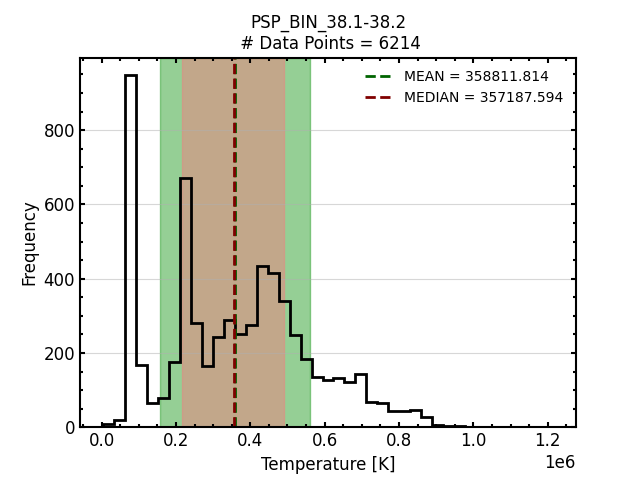 PSP_BIN_38.1-38.2
# Data Points = 6214
MEAN = 358811.814
MEDIAN = 357187.594
Frequency
800
600
400
200
0
0.0 0.2 0.4 0.6 0.8 1.0 1.2
1e6
Temperature [K]